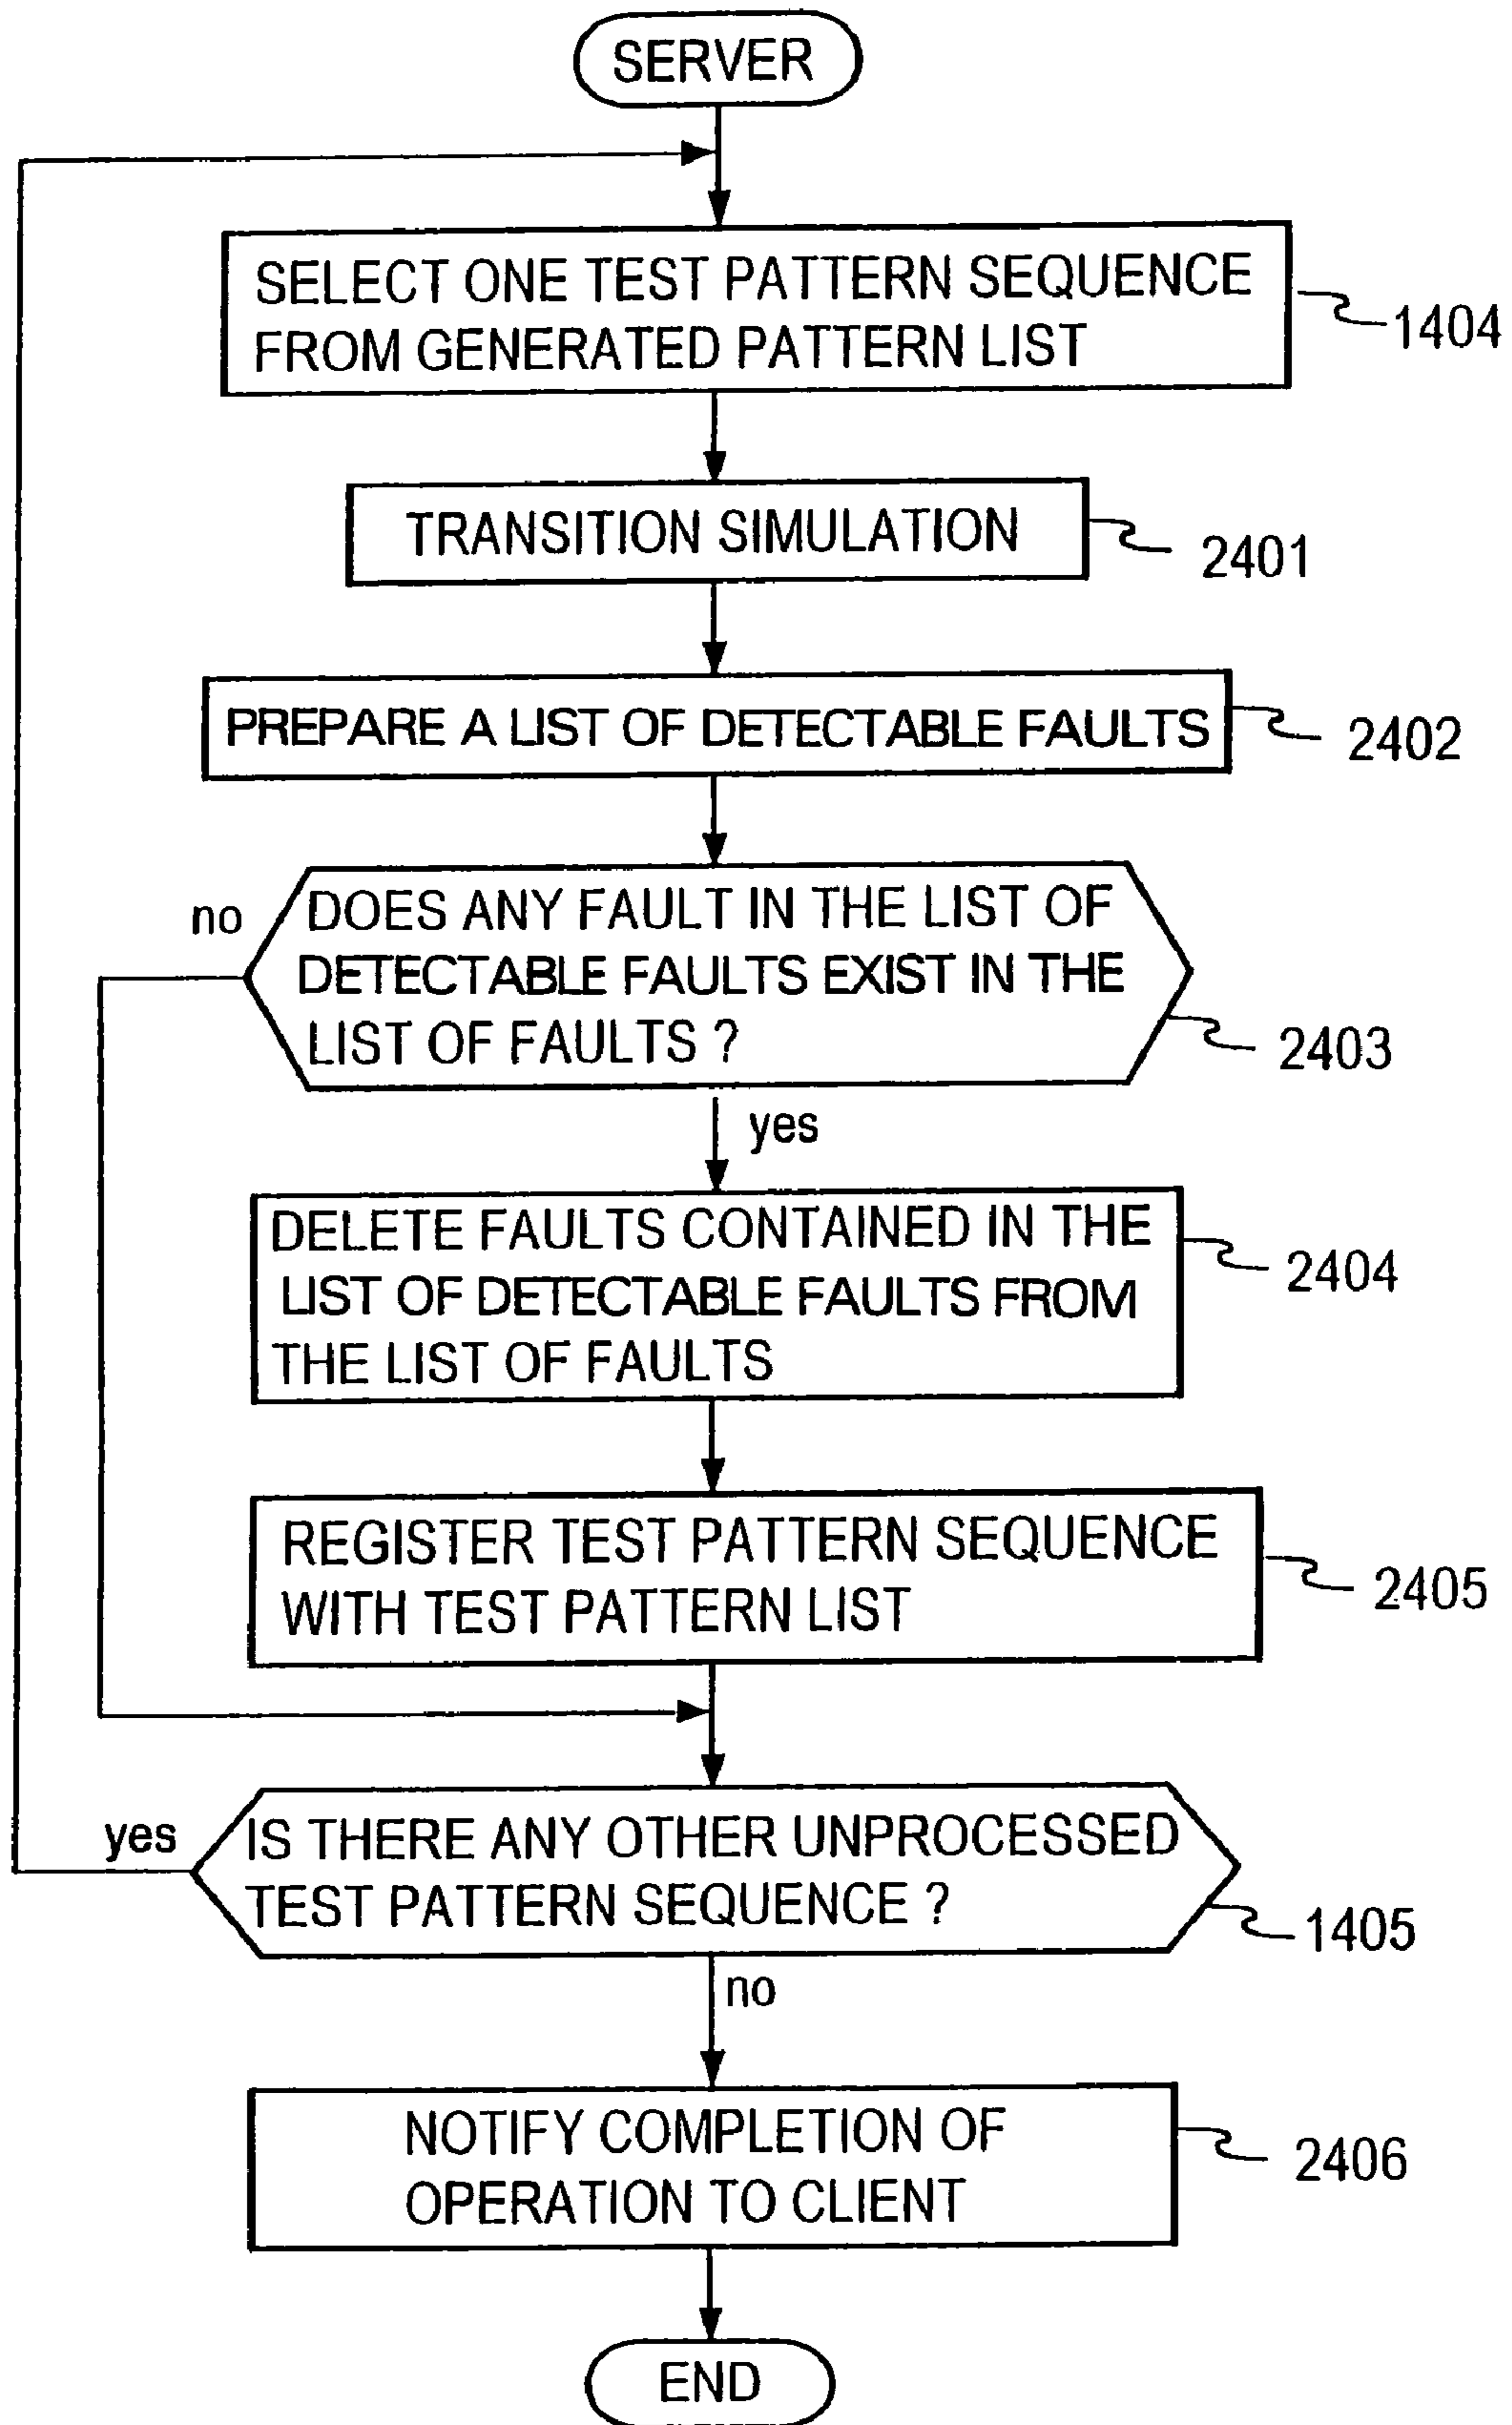 SERVER
SELECT ONE TEST PATTERN SEQUENCE
FROM GENERATED PATTERN LIST
1404
TRANSITION SIMULATION
2401
PREPARE A LIST OF DETECTABLE FAULTS
2402
no
DOES ANY FAULT IN THE LIST OF
DETECTABLE FAULTS EXIST IN THE
LIST OF FAULTS ?
2403
yes
DELETE FAULTS CONTAINED IN THE
LIST OF DETECTABLE FAULTS FROM
THE LIST OF FAULTS
2404
REGISTER TEST PATTERN SEQUENCE
WITH TEST PATTERN LIST
2405
yes
IS THERE ANY OTHER UNPROCESSED
TEST PATTERN SEQUENCE ?
1405
no
NOTIFY COMPLETION OF
OPERATION TO CLIENT
2406
END